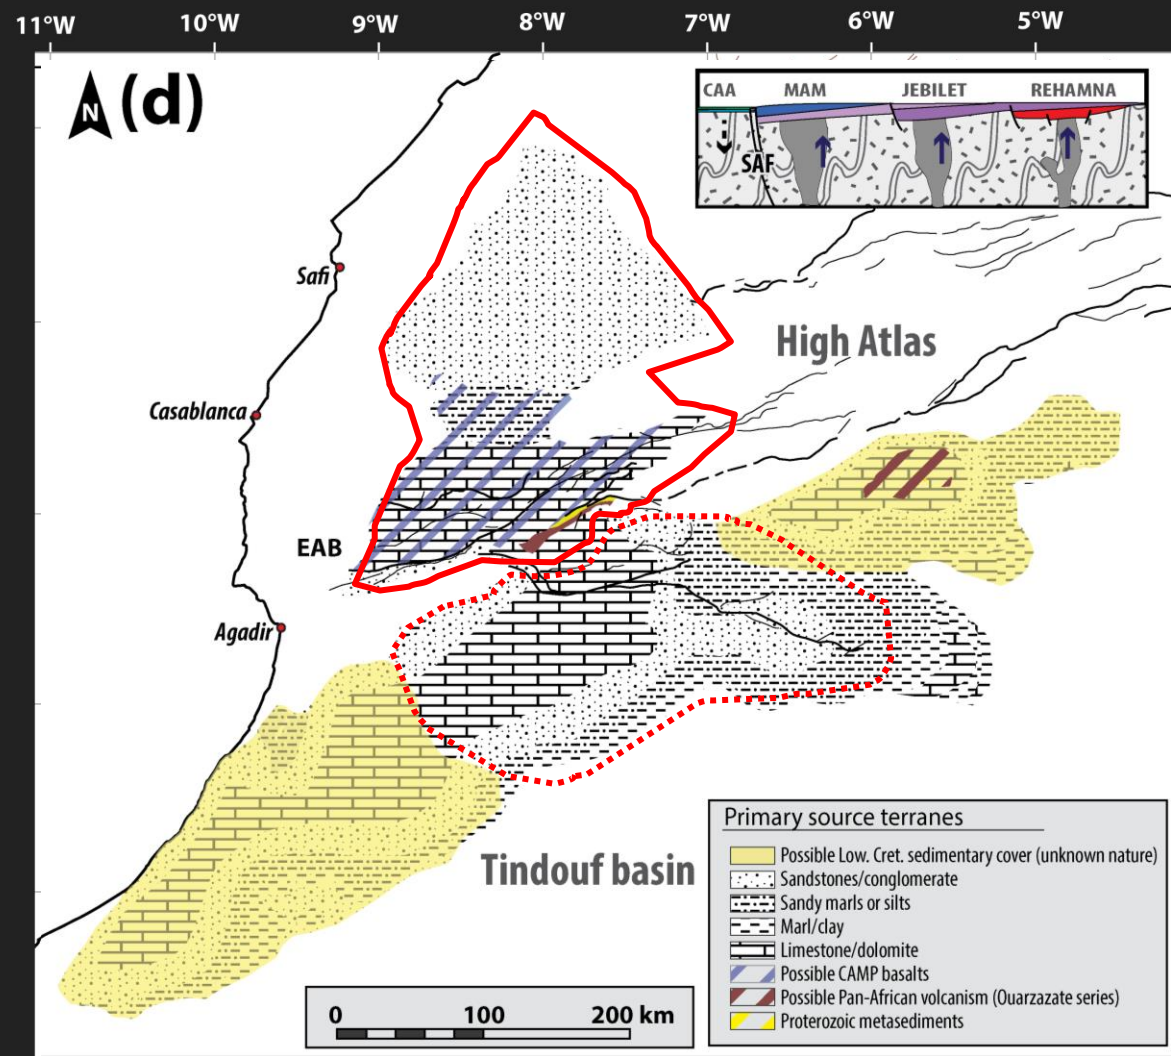 11°W 10°W 9°W 8°W 7°W 6°W 5°W
N (d)
CAA MAM JEBILET REHAMNA
SAF
Safi
High Atlas
Casablanca
EAB
Agadir
Tindouf basin
Primary source terranes
Possible Low. Cret. sedimentary cover (unknown nature)
Sandstones/conglomerate
Sandy marls or silts
Marl/clay
Limestone/dolomite
Possible CAMP basalts
Possible Pan-African volcanism (Ouarzazate series)
Proterozoic metasediments
0 100 200 km